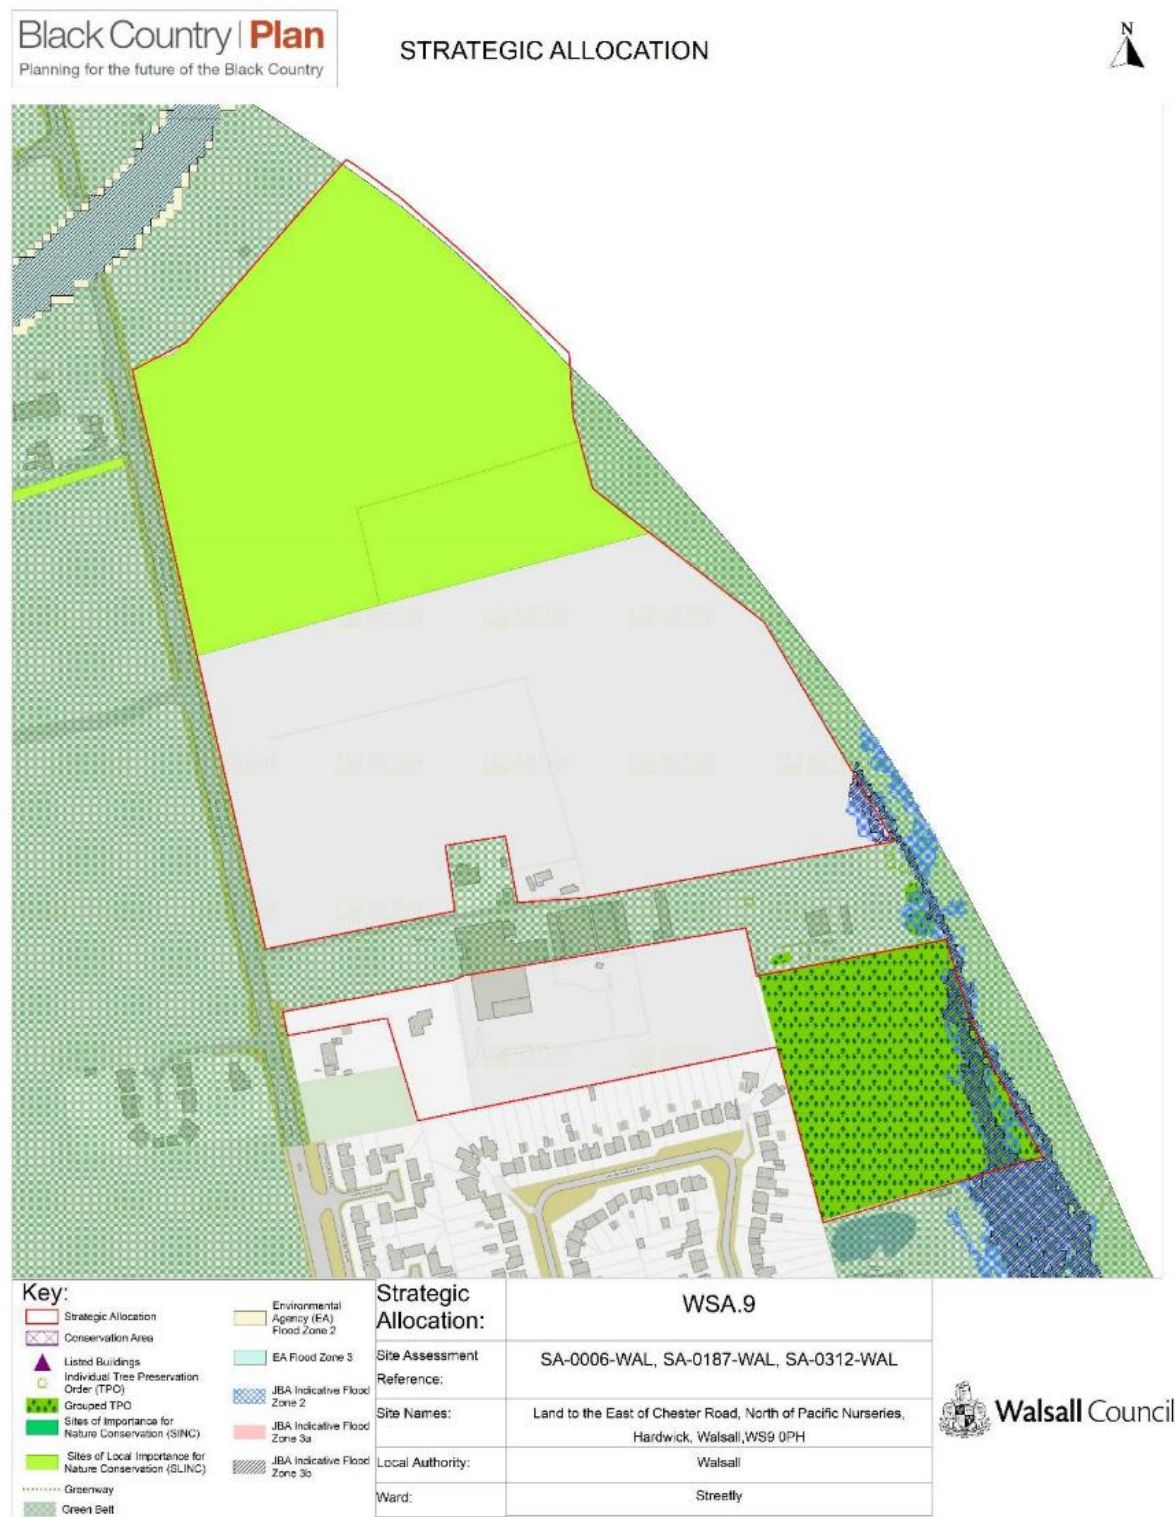 Black Country | Plan
Planning for the future of the Black Country
STRATEGIC ALLOCATION
N
Key:
Strategic Allocation
Conservation Area
Listed Buildings
Individual Tree Preservation
Order (TPO)
Grouped TPO
Sites of Importance for
Nature Conservation (SINC)
Sites of Local Importance for
Nature Conservation (SLINC)
Greenway
Green Belt
Environmental
Agency (EA)
Flood Zone 2
EA Flood Zone 3
JBA Indicative Flood
Zone 2
JBA Indicative Flood
Zone 3a
JBA Indicative Flood
Zone 3b
Strategic
Allocation:
WSA.9
Site Assessment
Reference:
SA-0006-WAL, SA-0187-WAL, SA-0312-WAL
Site Names:
Land to the East of Chester Road, North of Pacific Nurseries,
Hardwick, Walsall,WS9 0PH
Local Authority:
Walsall
Ward:
Streetly
Walsall Council